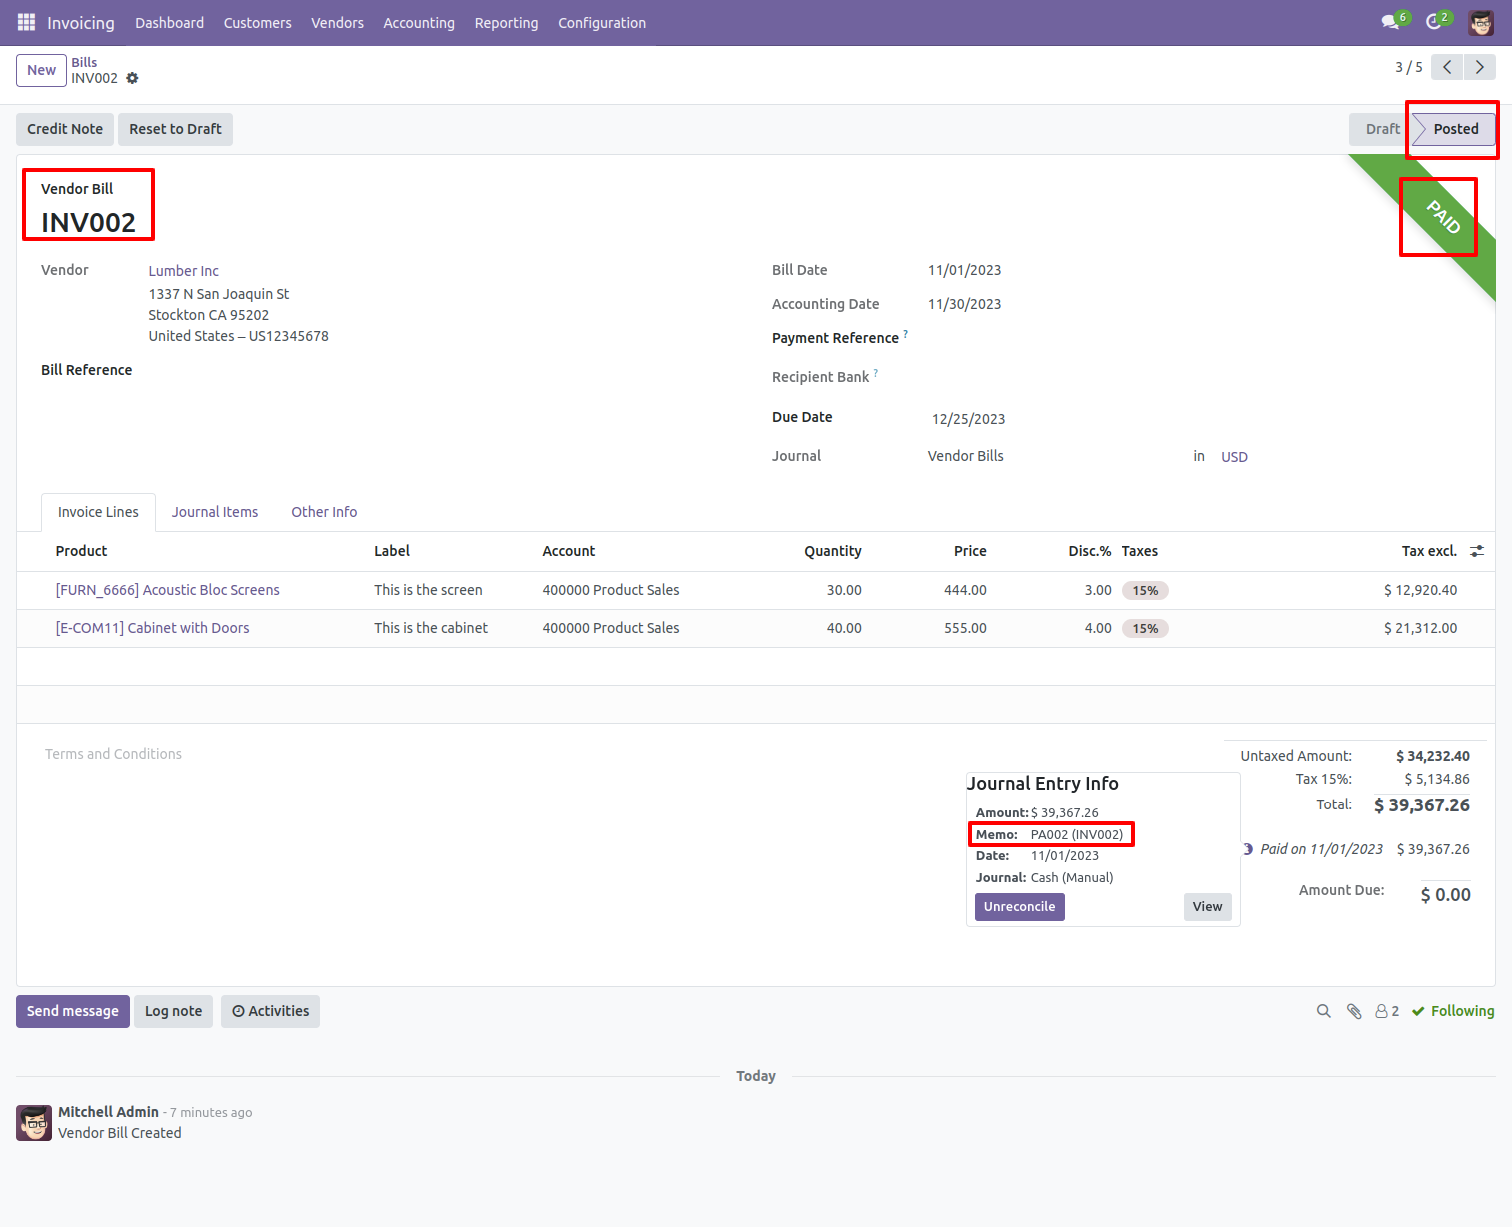 Invoicing Dashboard Customers Vendors Accounting Reporting Configuration 6 2
New Bills 3 / 5
INV002
Credit Note Reset to Draft Draft Posted
Vendor Bill
INV002
PAID
Vendor Lumber Inc
1337 N San Joaquin St
Stockton CA 95202
United States – US12345678
Bill Reference
Bill Date 11/01/2023
Accounting Date 11/30/2023
Payment Reference ?
Recipient Bank ?
Due Date 12/25/2023
Journal Vendor Bills in USD
Invoice Lines Journal Items Other Info
Product Label Account Quantity Price Disc.% Taxes Tax excl.
[FURN_6666] Acoustic Bloc Screens This is the screen 400000 Product Sales 30.00 444.00 3.00 15% $ 12,920.40
[E-COM11] Cabinet with Doors This is the cabinet 400000 Product Sales 40.00 555.00 4.00 15% $ 21,312.00
Terms and Conditions
Untaxed Amount: $ 34,232.40
Tax 15%: $ 5,134.86
Total: $ 39,367.26
Paid on 11/01/2023 $ 39,367.26
Amount Due: $ 0.00
Journal Entry Info
Amount: $ 39,367.26
Memo: PA002 (INV002)
Date: 11/01/2023
Journal: Cash (Manual)
Unreconcile View
Send message Log note Activities 2 Following
Today
Mitchell Admin - 7 minutes ago
Vendor Bill Created